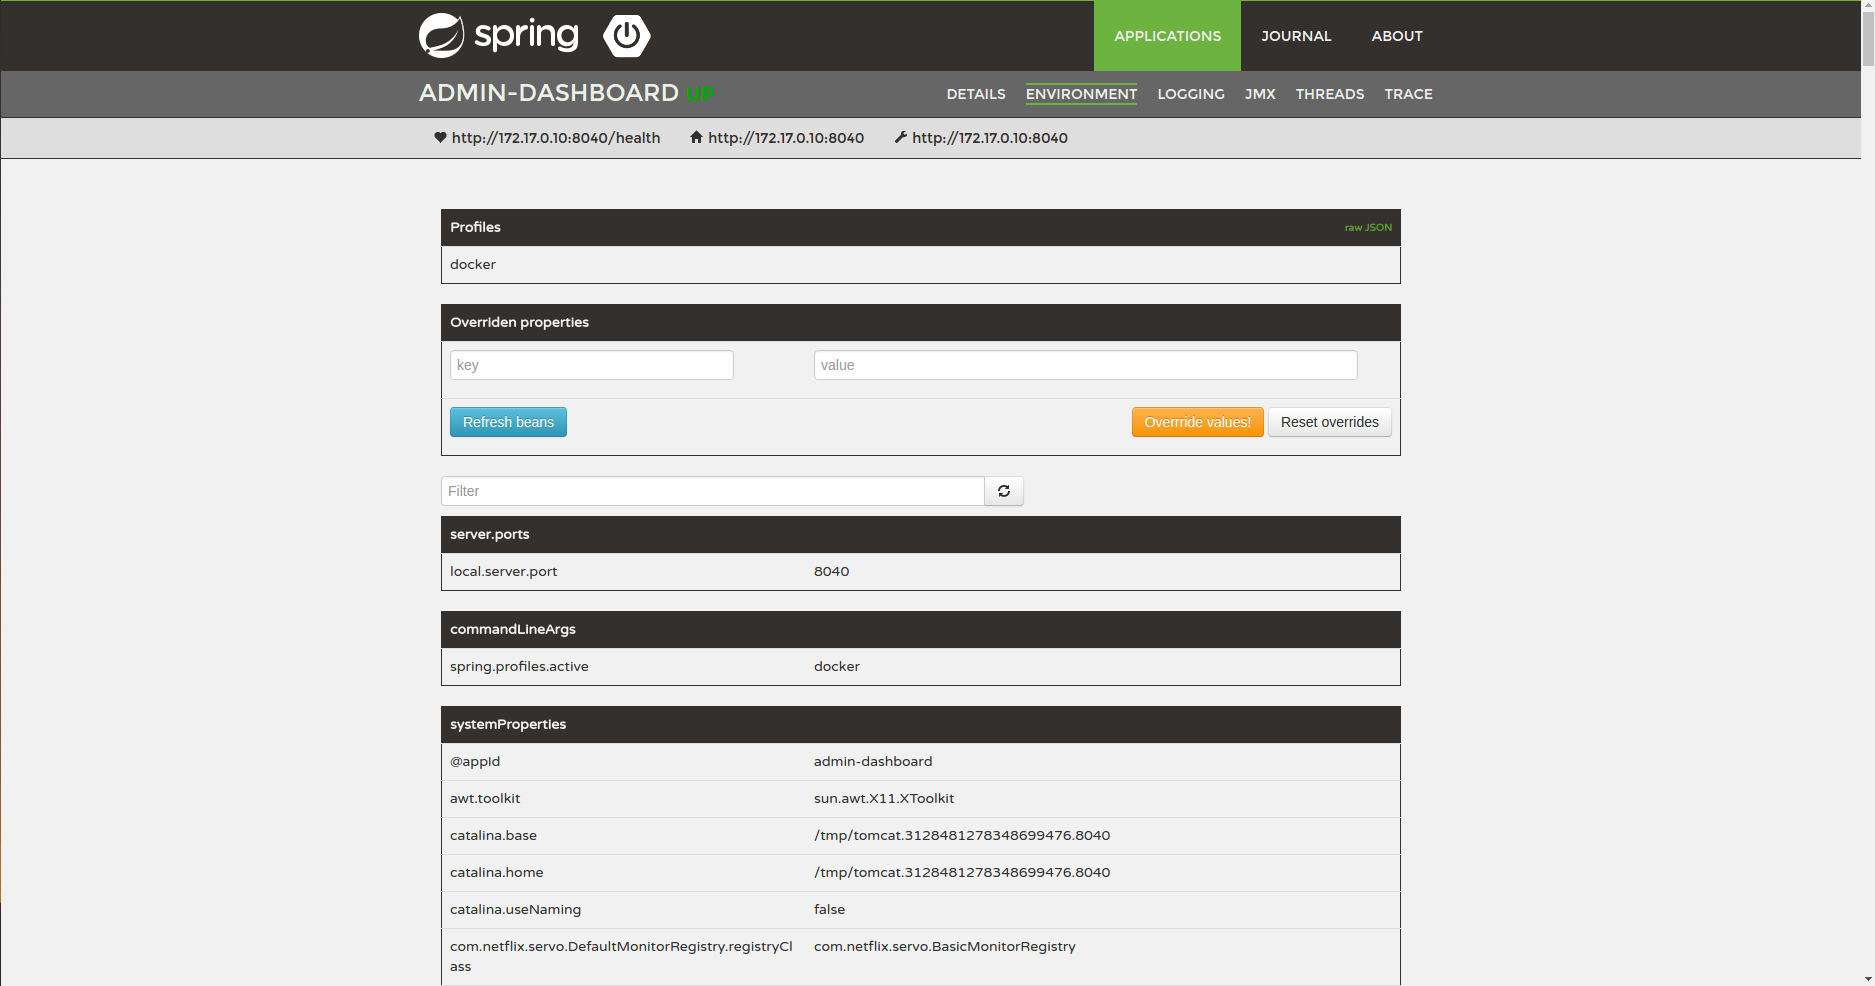 spring
APPLICATIONS
JOURNAL
ABOUT
ADMIN-DASHBOARD UP
DETAILS
ENVIRONMENT
LOGGING
JMX
THREADS
TRACE
http://172.17.0.10:8040/health
http://172.17.0.10:8040
http://172.17.0.10:8040
Profiles
raw JSON
docker
Overriden properties
key
value
Refresh beans
Overrride values!
Reset overrides
Filter
server.ports
local.server.port 8040
commandLineArgs
spring.profiles.active docker
systemProperties
@appId admin-dashboard
awt.toolkit sun.awt.X11.XToolkit
catalina.base /tmp/tomcat.3128481278348699476.8040
catalina.home /tmp/tomcat.3128481278348699476.8040
catalina.useNaming false
com.netflix.servo.DefaultMonitorRegistry.registryCl com.netflix.servo.BasicMonitorRegistry
ass